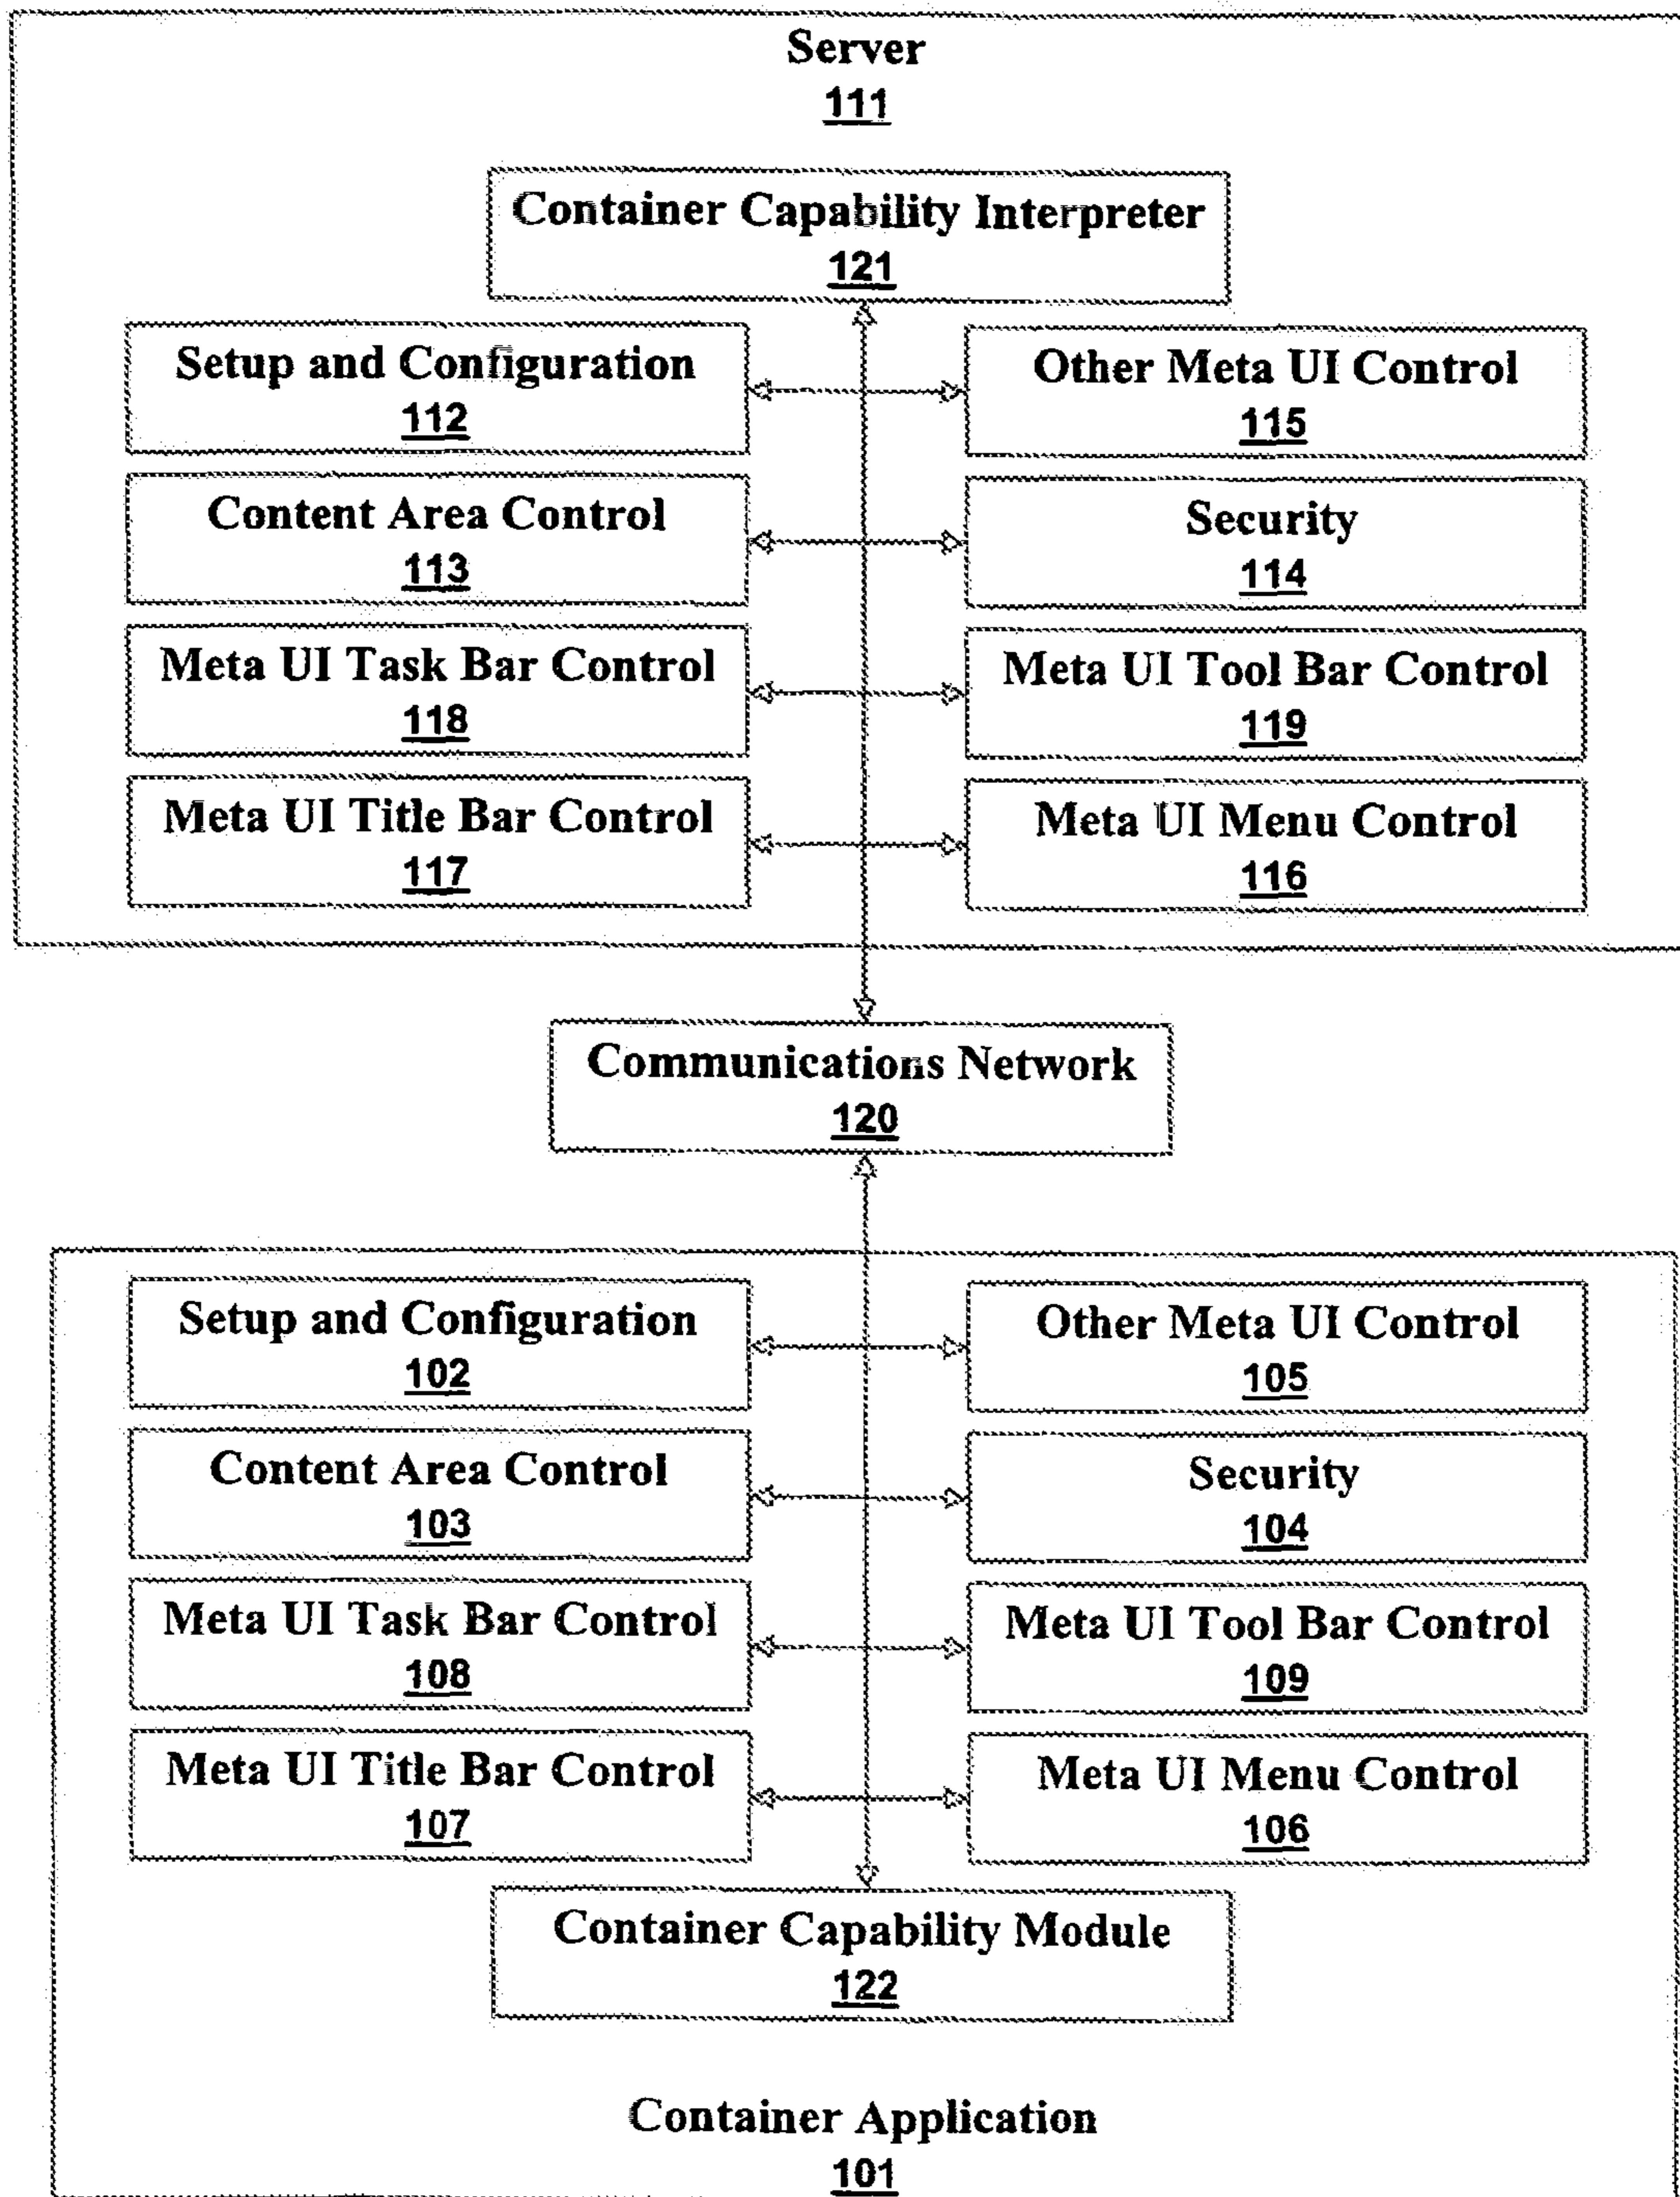 Server
111
Container Capability Interpreter
121
Setup and Configuration
112
Other Meta UI Control
115
Content Area Control
113
Security
114
Meta UI Task Bar Control
118
Meta UI Tool Bar Control
119
Meta UI Title Bar Control
117
Meta UI Menu Control
116
Communications Network
120
Setup and Configuration
102
Other Meta UI Control
105
Content Area Control
103
Security
104
Meta UI Task Bar Control
108
Meta UI Tool Bar Control
109
Meta UI Title Bar Control
107
Meta UI Menu Control
106
Container Capability Module
122
Container Application
101